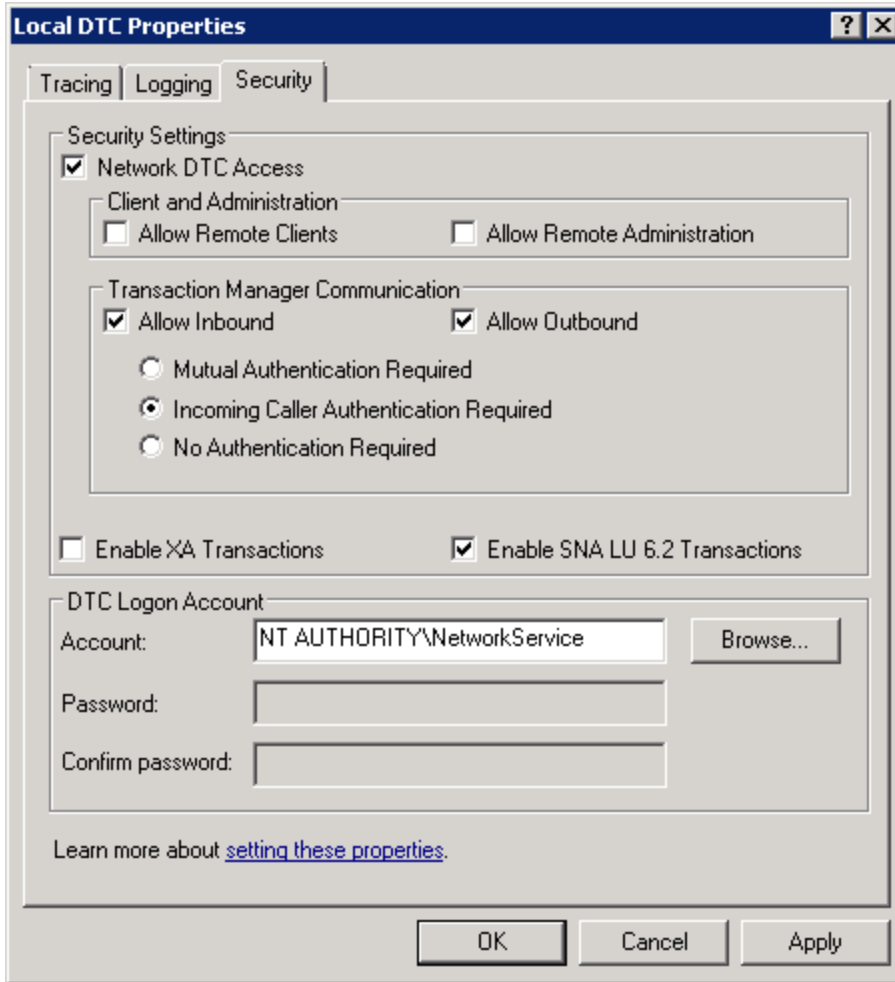 Local DTC Properties
Tracing Logging Security
Security Settings
Network DTC Access
Client and Administration
Allow Remote Clients Allow Remote Administration
Transaction Manager Communication
Allow Inbound Allow Outbound
Mutual Authentication Required
Incoming Caller Authentication Required
No Authentication Required
Enable XA Transactions Enable SNA LU 6.2 Transactions
DTC Logon Account
Account: NT AUTHORITY\NetworkService Browse...
Password:
Confirm password:
Learn more about setting these properties.
OK Cancel Apply